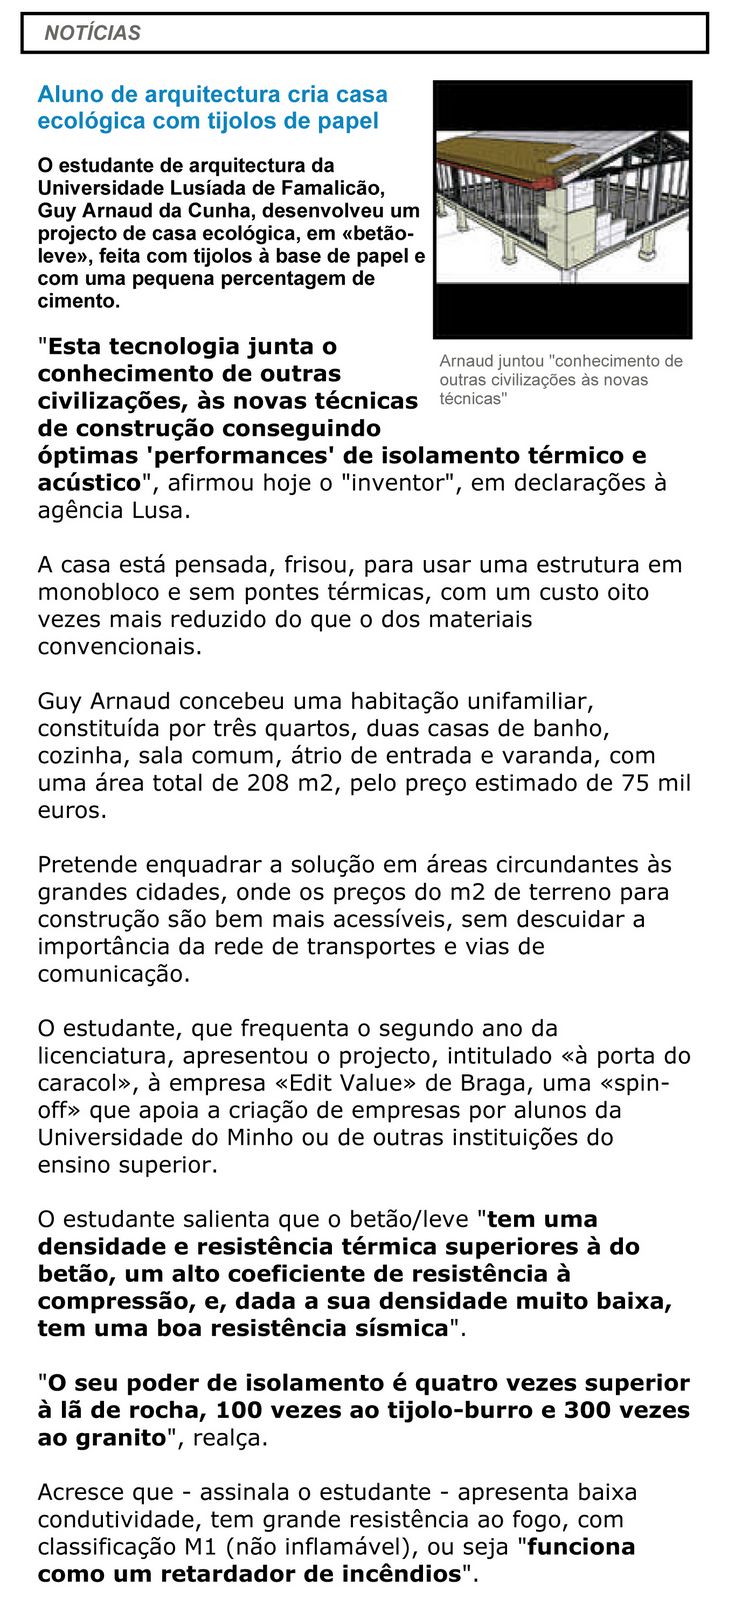 NOTÍCIAS
Aluno de arquitectura cria casa
ecológica com tijolos de papel
O estudante de arquitectura da
Universidade Lusíada de Famalicão,
Guy Arnaud da Cunha, desenvolveu um
projecto de casa ecológica, em «betão-
leve», feita com tijolos à base de papel e
com uma pequena percentagem de
cimento.
Arnaud juntou "conhecimento de
outras civilizações às novas
técnicas"
"Esta tecnologia junta o
conhecimento de outras
civilizações, às novas técnicas
de construção conseguindo
óptimas 'performances' de isolamento térmico e
acústico", afirmou hoje o "inventor", em declarações à
agência Lusa.
A casa está pensada, frisou, para usar uma estrutura em
monobloco e sem pontes térmicas, com um custo oito
vezes mais reduzido do que o dos materiais
convencionais.
Guy Arnaud concebeu uma habitação unifamiliar,
constituída por três quartos, duas casas de banho,
cozinha, sala comum, átrio de entrada e varanda, com
uma área total de 208 m2, pelo preço estimado de 75 mil
euros.
Pretende enquadrar a solução em áreas circundantes às
grandes cidades, onde os preços do m2 de terreno para
construção são bem mais acessíveis, sem descuidar a
importância da rede de transportes e vias de
comunicação.
O estudante, que frequenta o segundo ano da
licenciatura, apresentou o projecto, intitulado «à porta do
caracol», à empresa «Edit Value» de Braga, uma «spin-
off» que apoia a criação de empresas por alunos da
Universidade do Minho ou de outras instituições do
ensino superior.
O estudante salienta que o betão/leve "tem uma
densidade e resistência térmica superiores à do
betão, um alto coeficiente de resistência à
compressão, e, dada a sua densidade muito baixa,
tem uma boa resistência sísmica".
"O seu poder de isolamento é quatro vezes superior
à lã de rocha, 100 vezes ao tijolo-burro e 300 vezes
ao granito", realça.
Acresce que - assinala o estudante - apresenta baixa
condutividade, tem grande resistência ao fogo, com
classificação M1 (não inflamável), ou seja "funciona
como um retardador de incêndios".